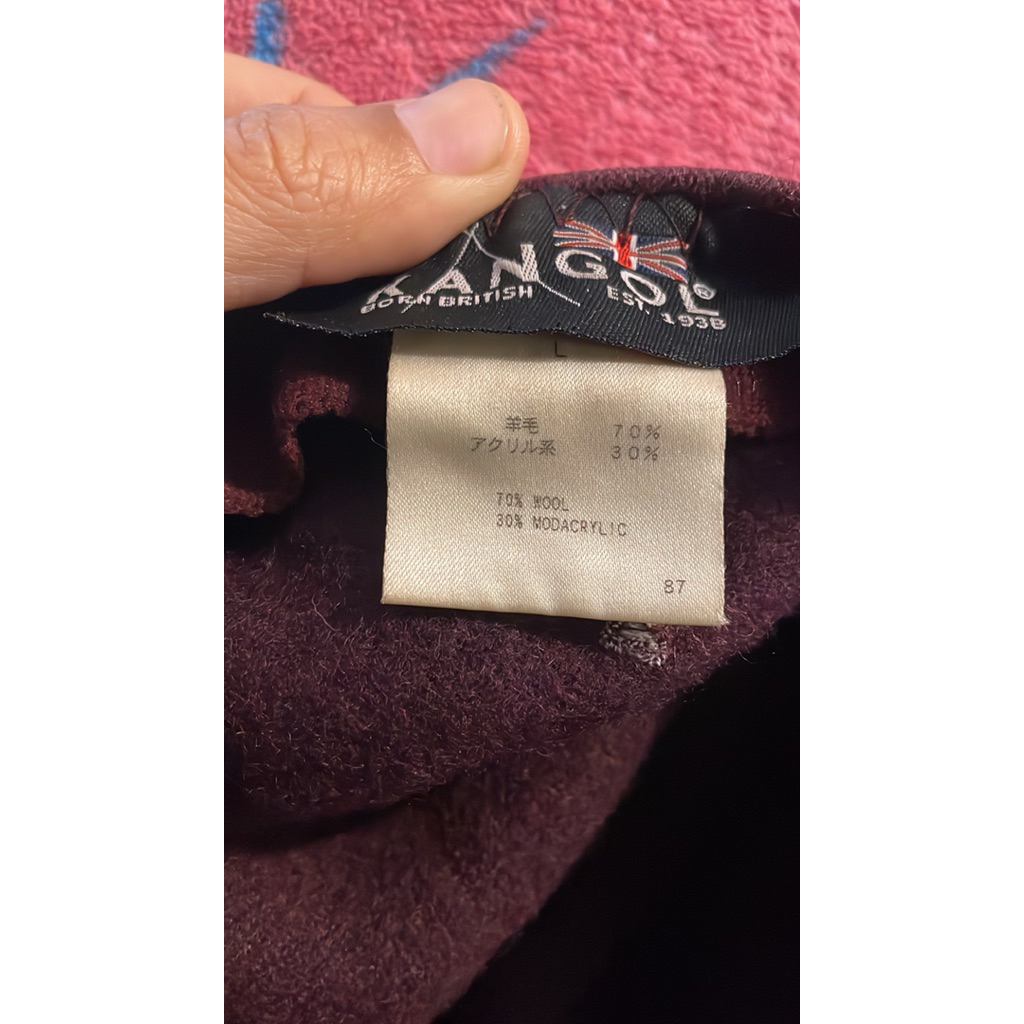 KANGOL®
BORN BRITISH EST. 1938
L
羊毛 70%
アクリル系 30%
70% WOOL
30% MODACRYLIC
87